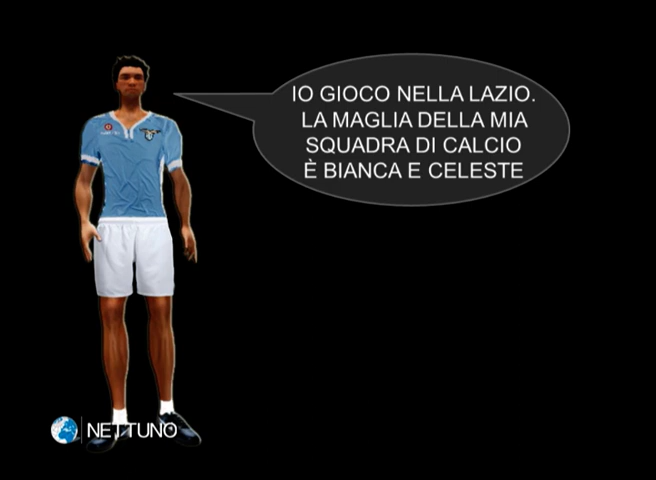 IO GIOCO NELLA LAZIO.
LA MAGLIA DELLA MIA
SQUADRA DI CALCIO
È BIANCA E CELESTE
NETTUNO